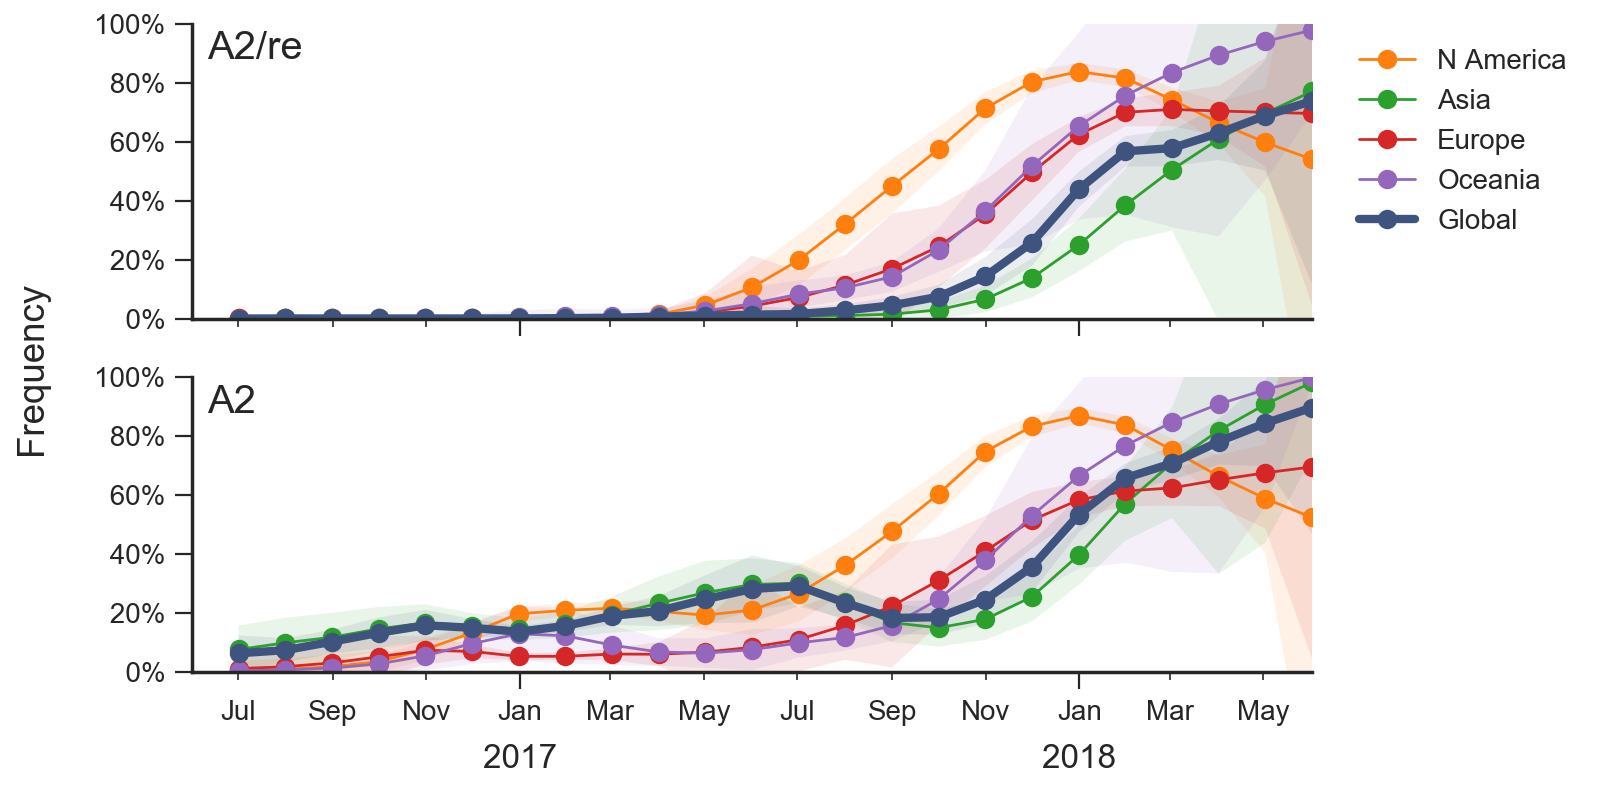 Frequency
A2/re
100%
80%
60%
40%
20%
0%
N America
Asia
Europe
Oceania
Global
A2
100%
80%
60%
40%
20%
0%
Jul Sep Nov Jan Mar May Jul Sep Nov Jan Mar May
2017 2018